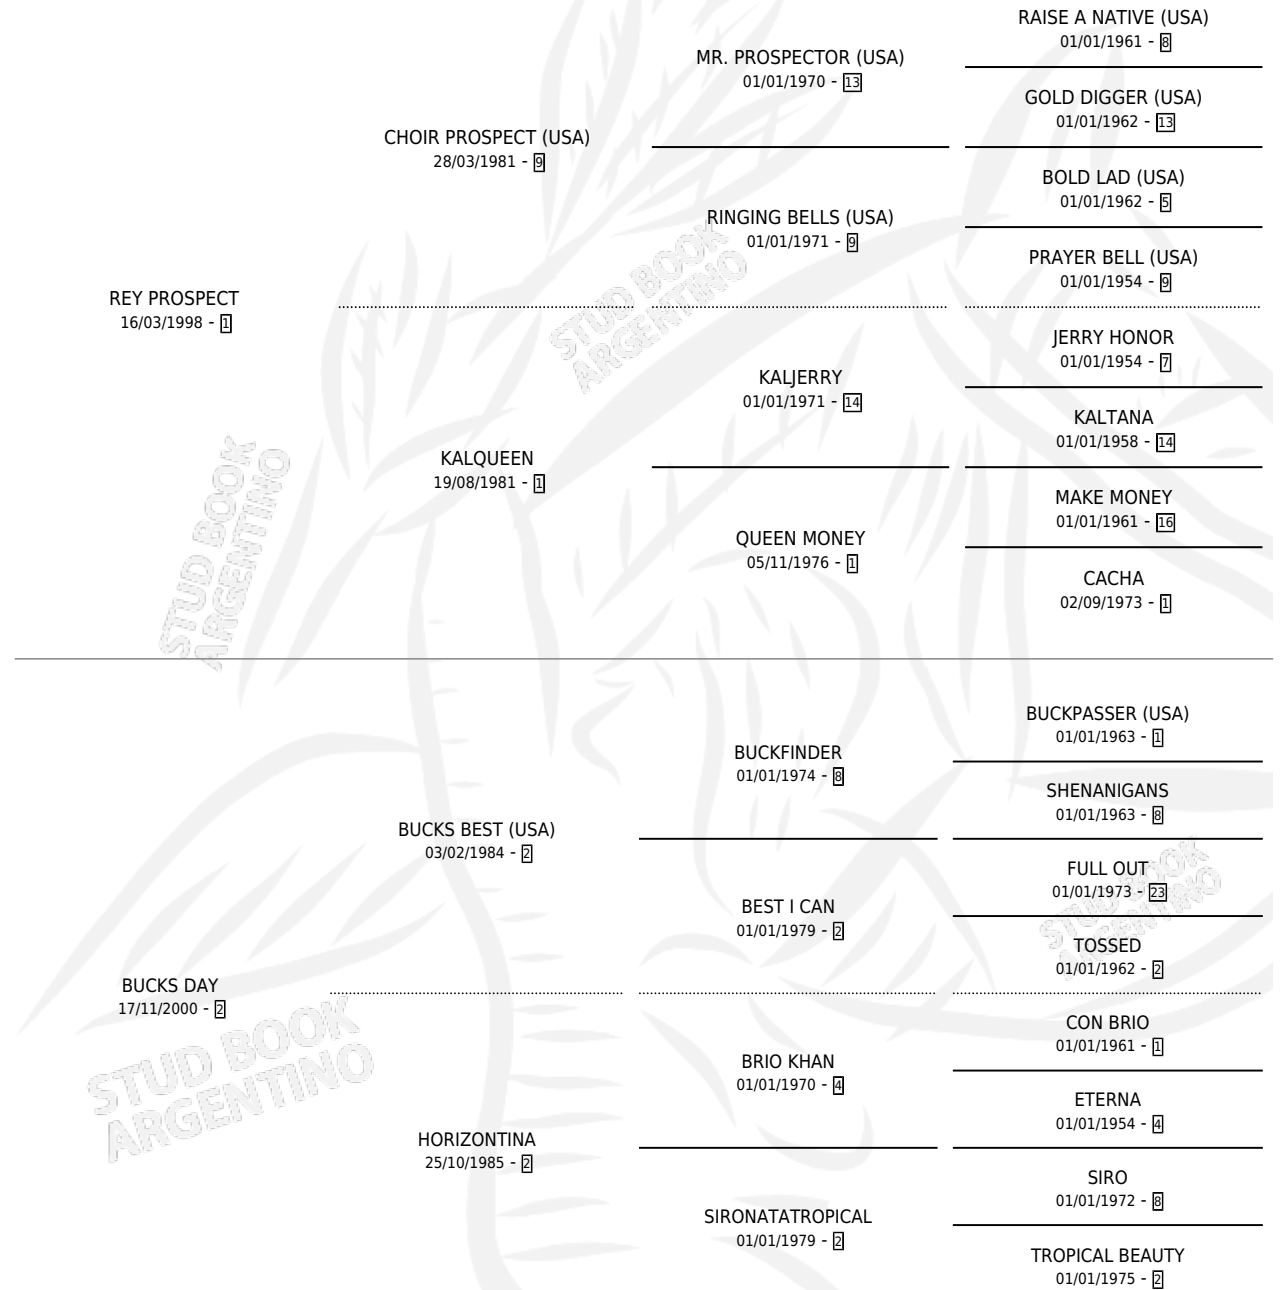 RAISE A NATIVE (USA)
01/01/1961 - 8
MR. PROSPECTOR (USA)
01/01/1970 - 13
GOLD DIGGER (USA)
01/01/1962 - 13
CHOIR PROSPECT (USA)
28/03/1981 - 9
BOLD LAD (USA)
01/01/1962 - 5
RINGING BELLS (USA)
01/01/1971 - 9
PRAYER BELL (USA)
01/01/1954 - 9
REY PROSPECT
16/03/1998 - 1
JERRY HONOR
01/01/1954 - 7
KALJERRY
01/01/1971 - 14
KALTANA
01/01/1958 - 14
KALQUEEN
19/08/1981 - 1
MAKE MONEY
01/01/1961 - 16
QUEEN MONEY
05/11/1976 - 1
CACHA
02/09/1973 - 1
BUCKPASSER (USA)
01/01/1963 - 1
BUCKFINDER
01/01/1974 - 8
SHENANIGANS
01/01/1963 - 8
BUCKS BEST (USA)
03/02/1984 - 2
FULL OUT
01/01/1973 - 23
BEST I CAN
01/01/1979 - 2
TOSSED
01/01/1962 - 2
BUCKS DAY
17/11/2000 - 2
CON BRIO
01/01/1961 - 1
BRIO KHAN
01/01/1970 - 4
ETERNA
01/01/1954 - 4
HORIZONTINA
25/10/1985 - 2
SIRO
01/01/1972 - 8
SIRONATATROPICAL
01/01/1979 - 2
TROPICAL BEAUTY
01/01/1975 - 2
STUD BOOK
ARGENTINO
STUD BOOK
ARGENTINO
STUD BOOK
ARGENTINO
STUD BOOK
ARGENTINO